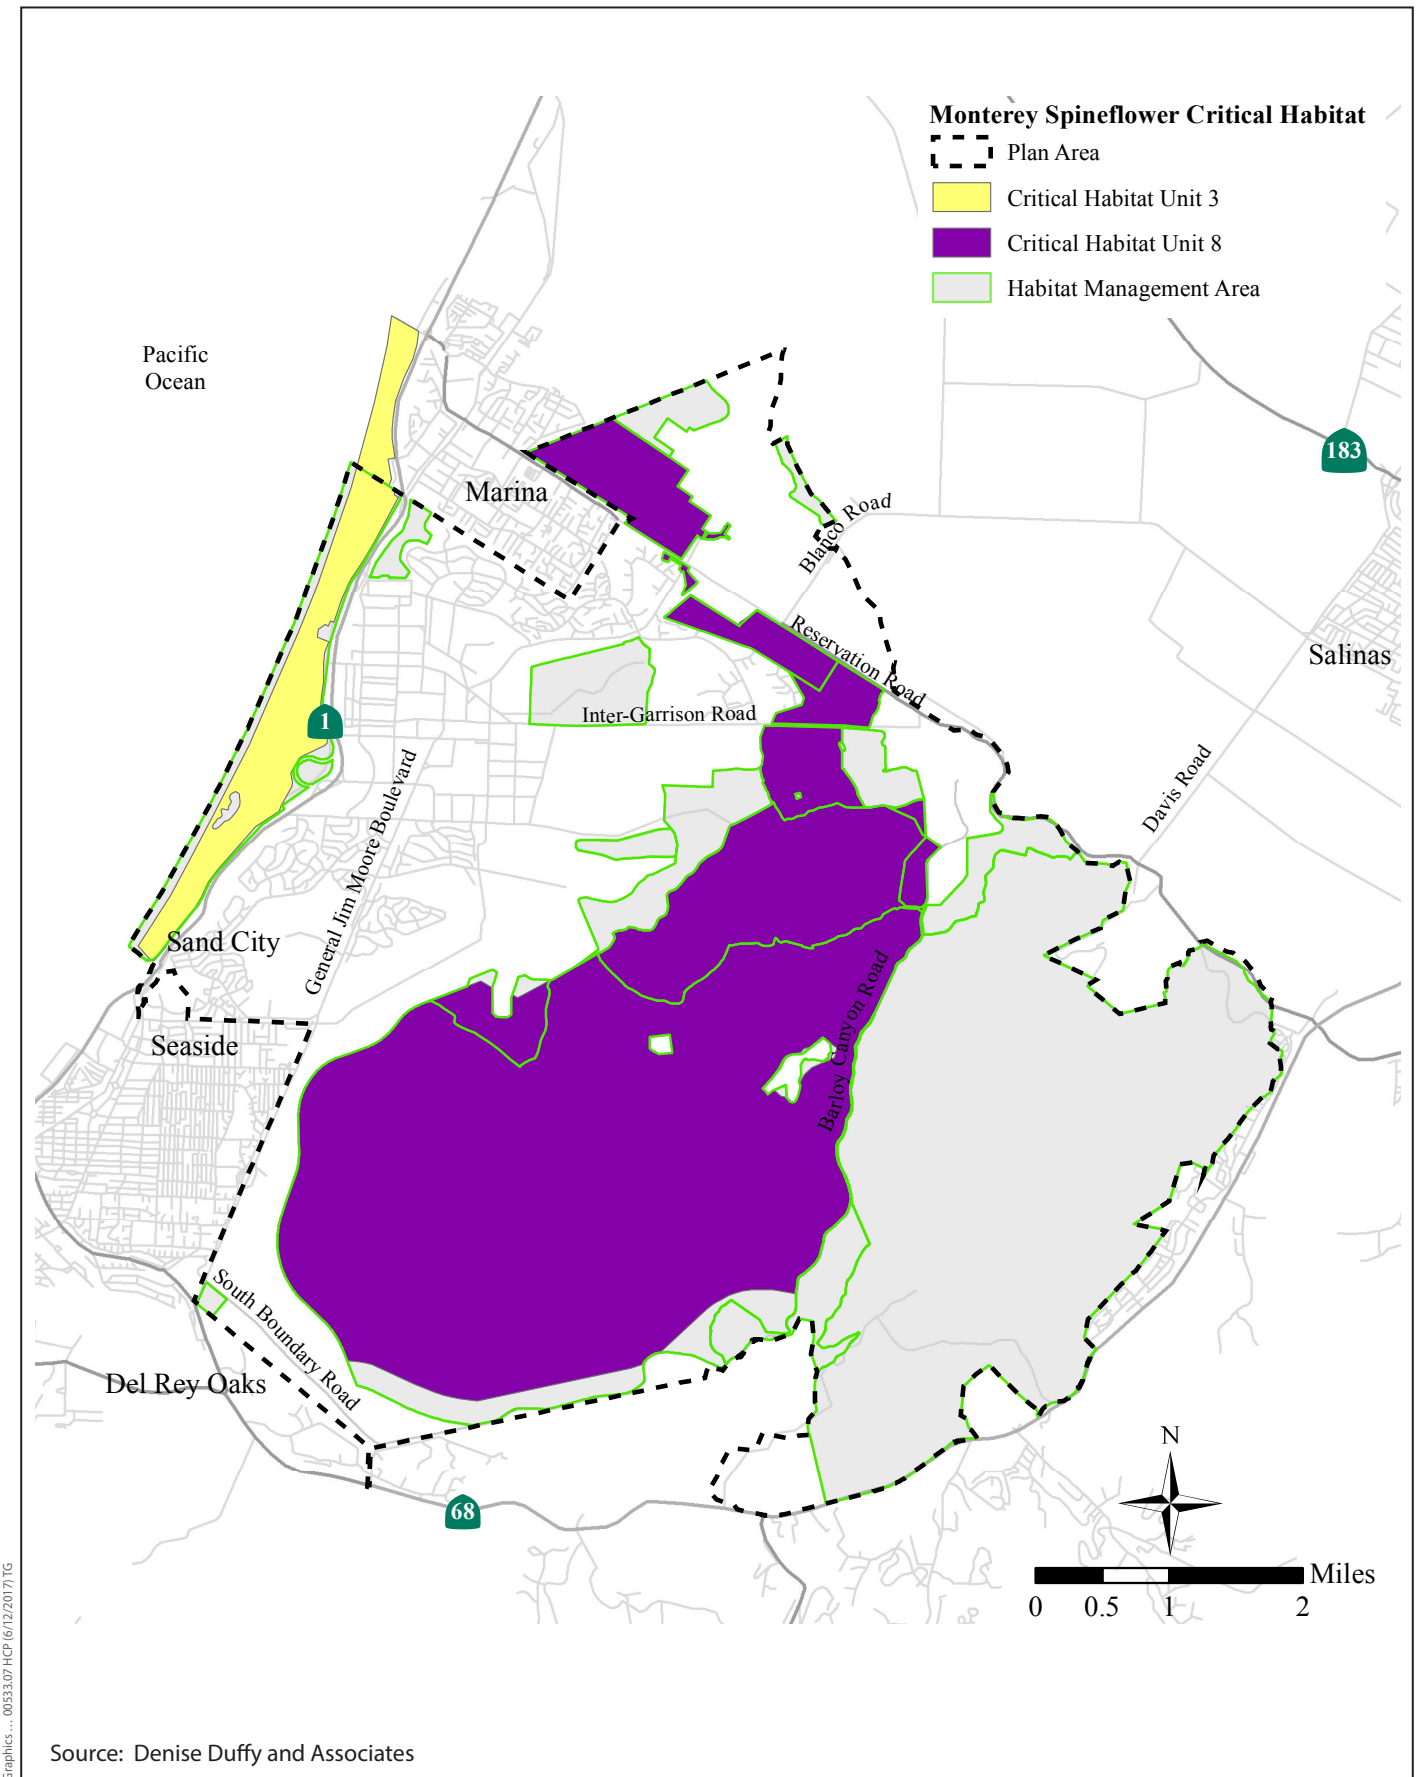 Monterey Spineflower Critical Habitat
Plan Area
Critical Habitat Unit 3
Critical Habitat Unit 8
Habitat Management Area
Pacific
Ocean
183
Marina
Blanco Road
Reservation Road
Salinas
1
Inter-Garrison Road
Davis Road
General Jim Moore Boulevard
Sand City
Seaside
Barloy Canyon Road
South Boundary Road
Del Rey Oaks
N
68
Miles
0 0.5 1 2
Graphics … 00533.07 HCP (6/12/2017) TG
Source: Denise Duffy and Associates